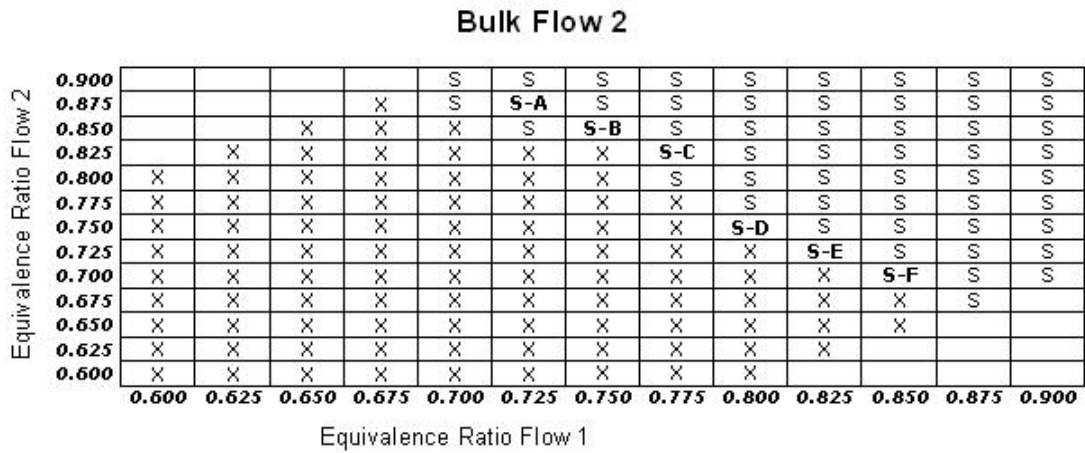 Bulk Flow 2
Equivalence Ratio Flow 2
0.900 S S S S S S S S S
0.875 X S S-A S S S S S S S
0.850 X X X S S-B S S S S S S
0.825 X X X X X X S-C S S S S S
0.800 X X X X X X X S S S S S S
0.775 X X X X X X X X S S S S S
0.750 X X X X X X X X S-D S S S S
0.725 X X X X X X X X X S-E S S S
0.700 X X X X X X X X X X S-F S S
0.675 X X X X X X X X X X X S
0.650 X X X X X X X X X X X
0.625 X X X X X X X X X X
0.600 X X X X X X X X X
0.600 0.625 0.650 0.675 0.700 0.725 0.750 0.775 0.800 0.825 0.850 0.875 0.900
Equivalence Ratio Flow 1